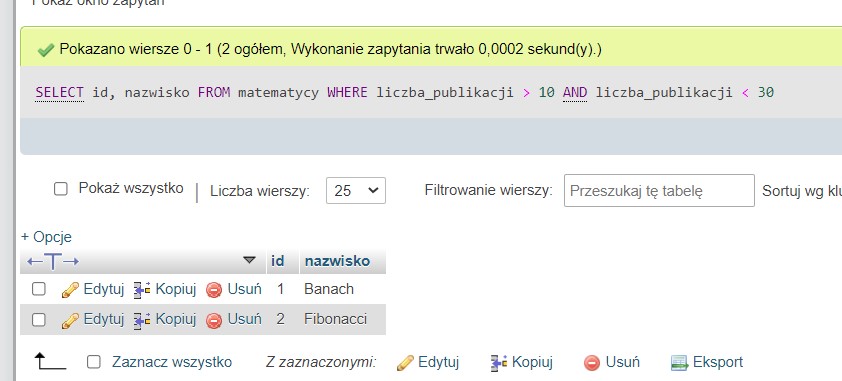 Pokaż okno zapytań
Pokazano wiersze 0 - 1 (2 ogółem, Wykonanie zapytania trwało 0,0002 sekund(y).)
SELECT id, nazwisko FROM matematycy WHERE liczba_publikacji > 10 AND liczba_publikacji < 30
Pokaż wszystko | Liczba wierszy: 25 Filtrowanie wierszy: Przeszukaj tę tabelę Sortuj wg klu
+ Opcje
←T→ id nazwisko
Edytuj Kopiuj Usuń 1 Banach
Edytuj Kopiuj Usuń 2 Fibonacci
Zaznacz wszystko Z zaznaczonymi: Edytuj Kopiuj Usuń Eksport